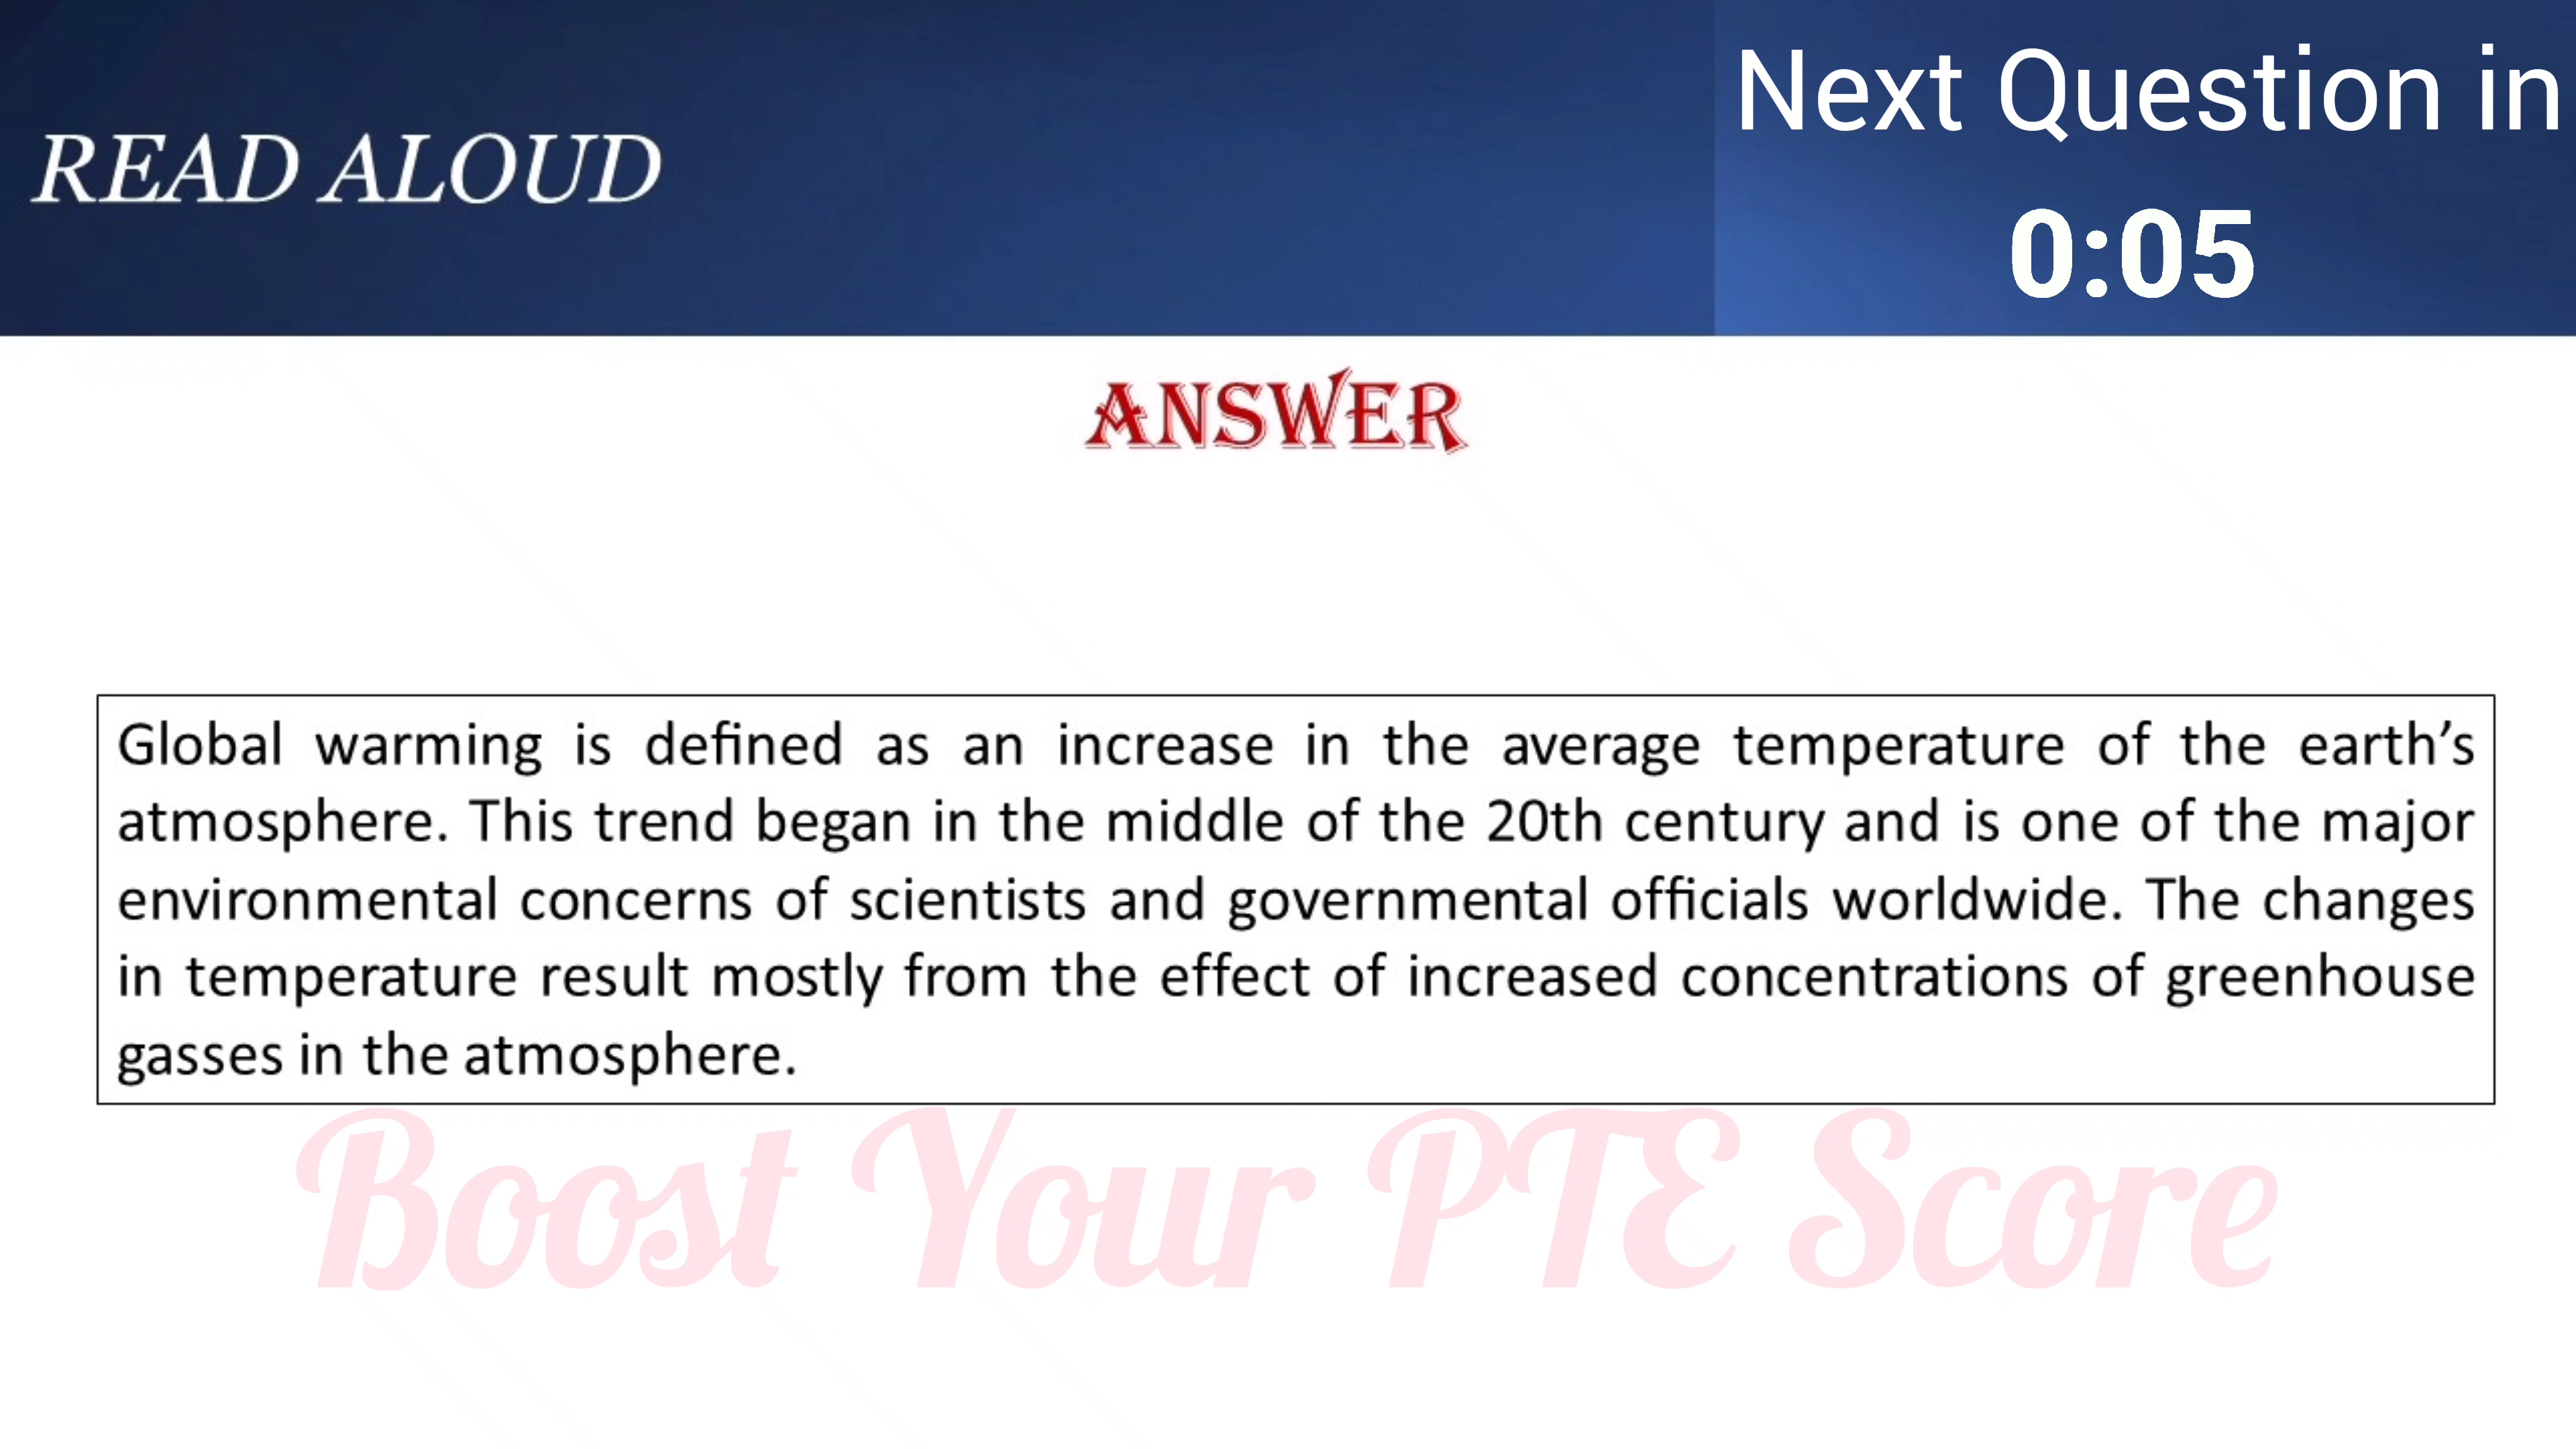 READ ALOUD
Next Question in
0:05
ANSWER
Global warming is defined as an increase in the average temperature of the earth’s
atmosphere. This trend began in the middle of the 20th century and is one of the major
environmental concerns of scientists and governmental officials worldwide. The changes
in temperature result mostly from the effect of increased concentrations of greenhouse
gasses in the atmosphere.
Boost Your PTE Score